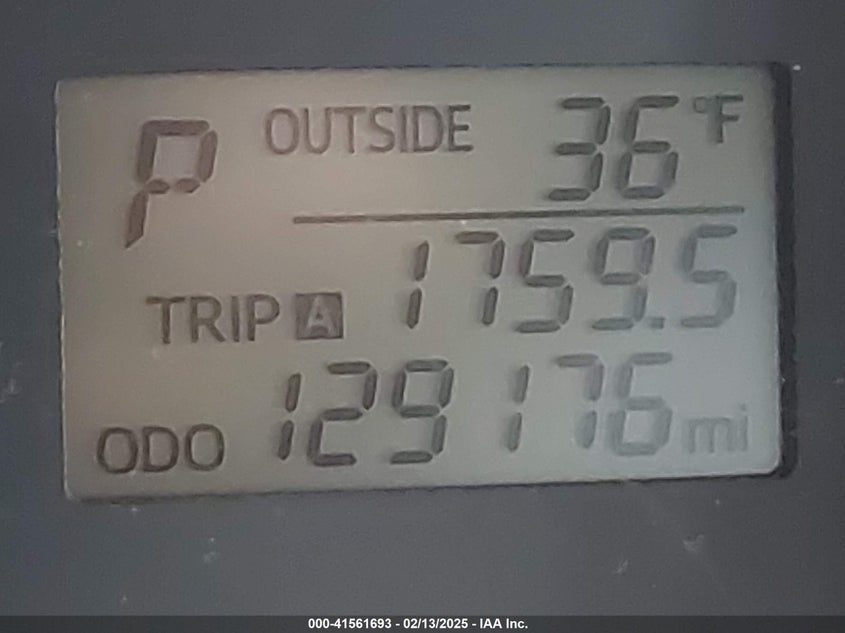 P OUTSIDE 36°F
TRIP A 1759.5
ODO 129176 mi
000-41561693 - 02/13/2025 - IAA Inc.